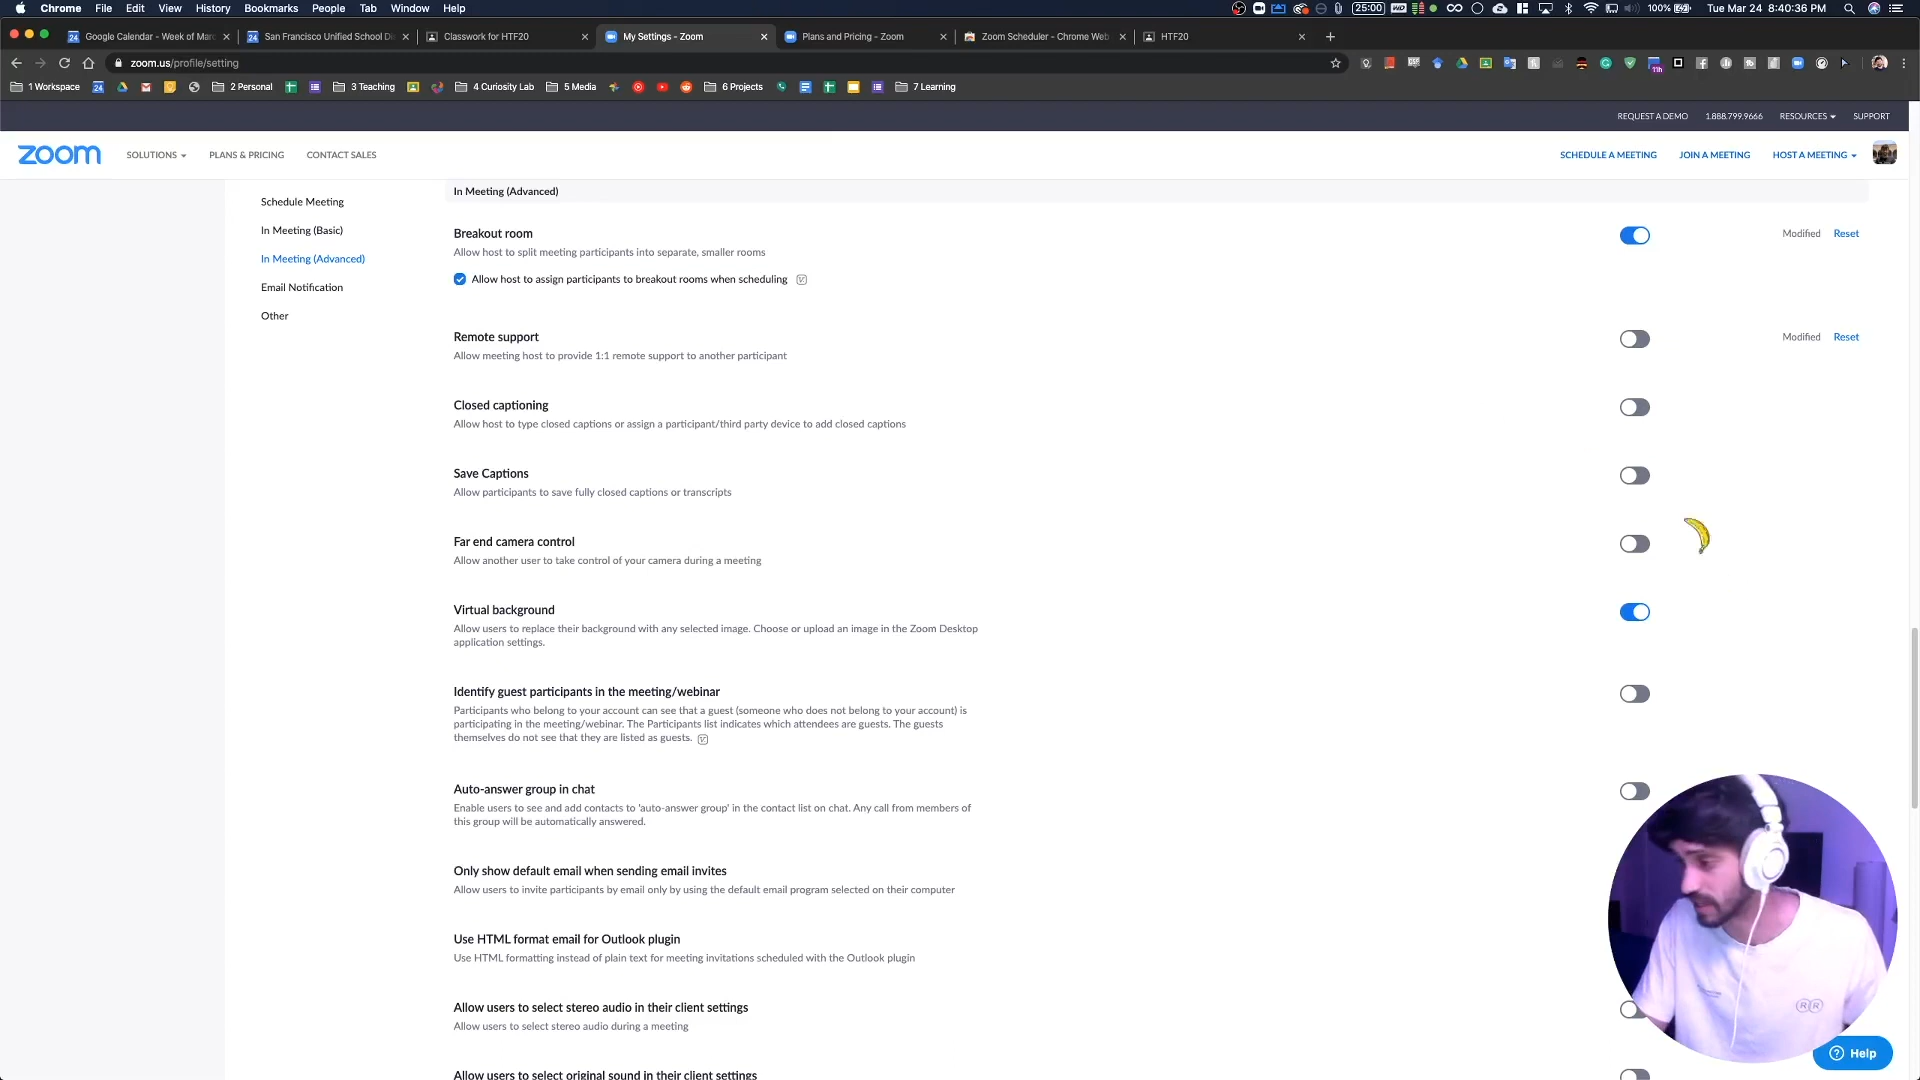 Chrome File Edit View History Bookmarks People Tab Window Help 25:00 100% Tue Mar 24 8:40:36 PM
Google Calendar - Week of Mar San Francisco Unified School Di Classwork for HTF20 My Settings - Zoom Plans and Pricing - Zoom Zoom Scheduler - Chrome Web HTF20
zoom.us/profile/setting
1 Workspace 24 2 Personal 3 Teaching 4 Curiosity Lab 5 Media 6 Projects 7 Learning
REQUEST A DEMO 1.888.799.9666 RESOURCES SUPPORT
zoom SOLUTIONS PLANS & PRICING CONTACT SALES SCHEDULE A MEETING JOIN A MEETING HOST A MEETING
Schedule Meeting
In Meeting (Basic)
In Meeting (Advanced)
Email Notification
Other
In Meeting (Advanced)
Breakout room Modified Reset
Allow host to split meeting participants into separate, smaller rooms
Allow host to assign participants to breakout rooms when scheduling
Remote support Modified Reset
Allow meeting host to provide 1:1 remote support to another participant
Closed captioning
Allow host to type closed captions or assign a participant/third party device to add closed captions
Save Captions
Allow participants to save fully closed captions or transcripts
Far end camera control
Allow another user to take control of your camera during a meeting
Virtual background
Allow users to replace their background with any selected image. Choose or upload an image in the Zoom Desktop
application settings.
Identify guest participants in the meeting/webinar
Participants who belong to your account can see that a guest (someone who does not belong to your account) is
participating in the meeting/webinar. The Participants list indicates which attendees are guests. The guests
themselves do not see that they are listed as guests.
Auto-answer group in chat
Enable users to see and add contacts to 'auto-answer group' in the contact list on chat. Any call from members of
this group will be automatically answered.
Only show default email when sending email invites
Allow users to invite participants by email only by using the default email program selected on their computer
Use HTML format email for Outlook plugin
Use HTML formatting instead of plain text for meeting invitations scheduled with the Outlook plugin
Allow users to select stereo audio in their client settings
Allow users to select stereo audio during a meeting
Allow users to select original sound in their client settings
Help